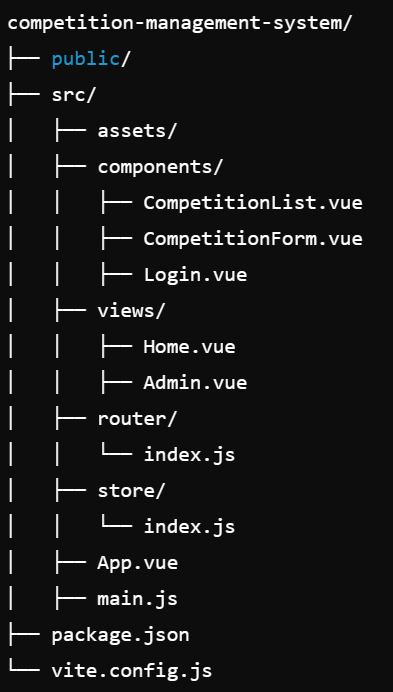 competition-management-system/
├── public/
├── src/
│   ├── assets/
│   ├── components/
│   │   ├── CompetitionList.vue
│   │   ├── CompetitionForm.vue
│   │   ├── Login.vue
│   ├── views/
│   │   ├── Home.vue
│   │   ├── Admin.vue
│   ├── router/
│   │   └── index.js
│   ├── store/
│   │   └── index.js
│   ├── App.vue
│   ├── main.js
├── package.json
└── vite.config.js